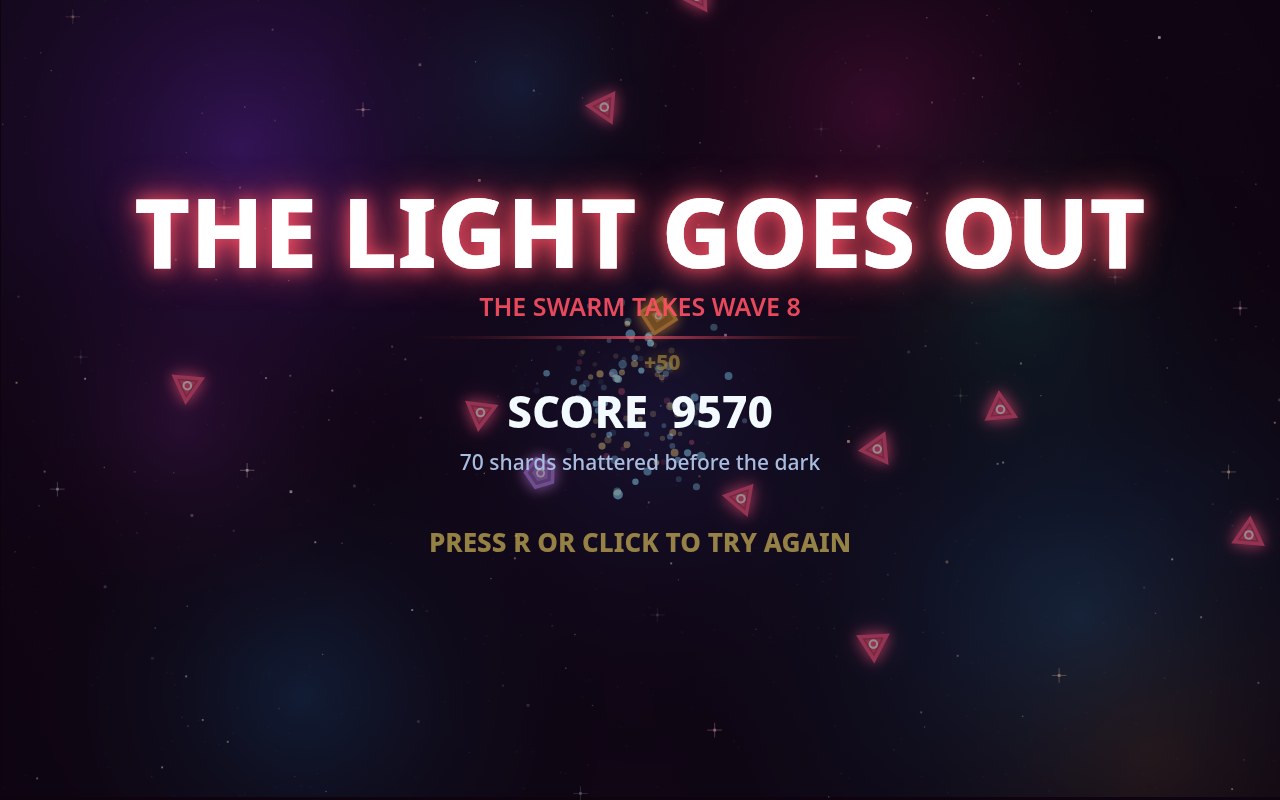 THE LIGHT GOES OUT
THE SWARM TAKES WAVE 8
+50
SCORE 9570
70 shards shattered before the dark
PRESS R OR CLICK TO TRY AGAIN